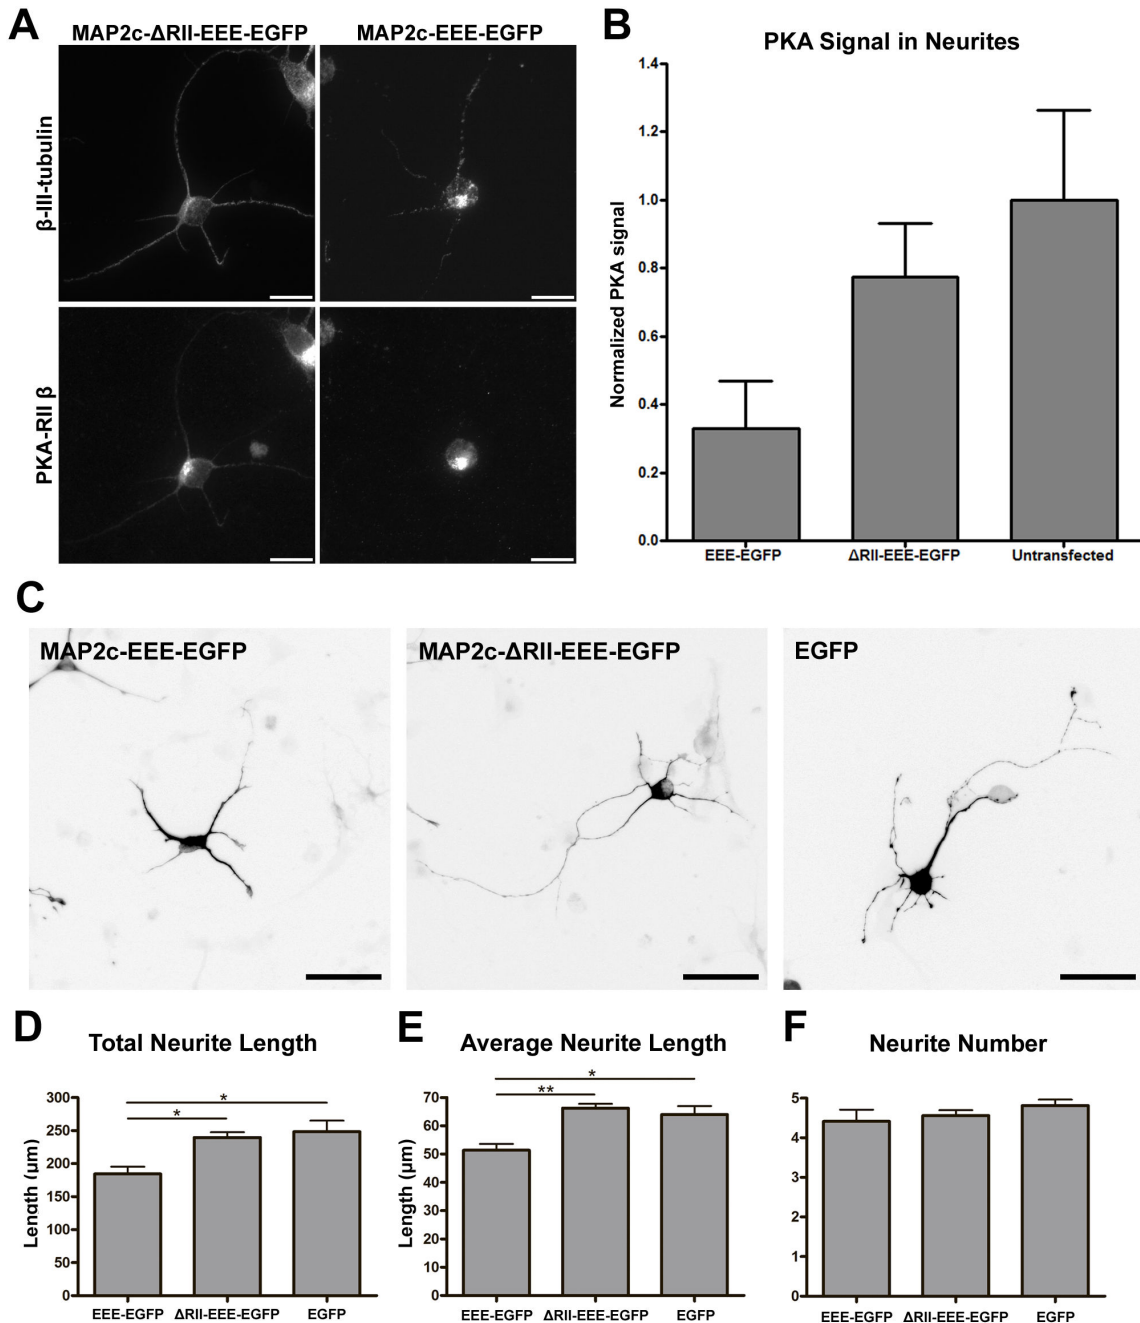 A
MAP2c-ΔRII-EEE-EGFP
MAP2c-EEE-EGFP
β-III-tubulin
PKA-RII β
B
PKA Signal in Neurites
Normalized PKA signal
1.4
1.2
1.0
0.8
0.6
0.4
0.2
0.0
EEE-EGFP
ΔRII-EEE-EGFP
Untransfected
C
MAP2c-EEE-EGFP
MAP2c-ΔRII-EEE-EGFP
EGFP
D
Total Neurite Length
Length (µm)
300
250
200
150
100
50
0
*
*
EEE-EGFP
ΔRII-EEE-EGFP
EGFP
E
Average Neurite Length
Length (µm)
70
60
50
40
30
20
10
0
*
**
EEE-EGFP
ΔRII-EEE-EGFP
EGFP
F
Neurite Number
5
4
3
2
1
0
EEE-EGFP
ΔRII-EEE-EGFP
EGFP